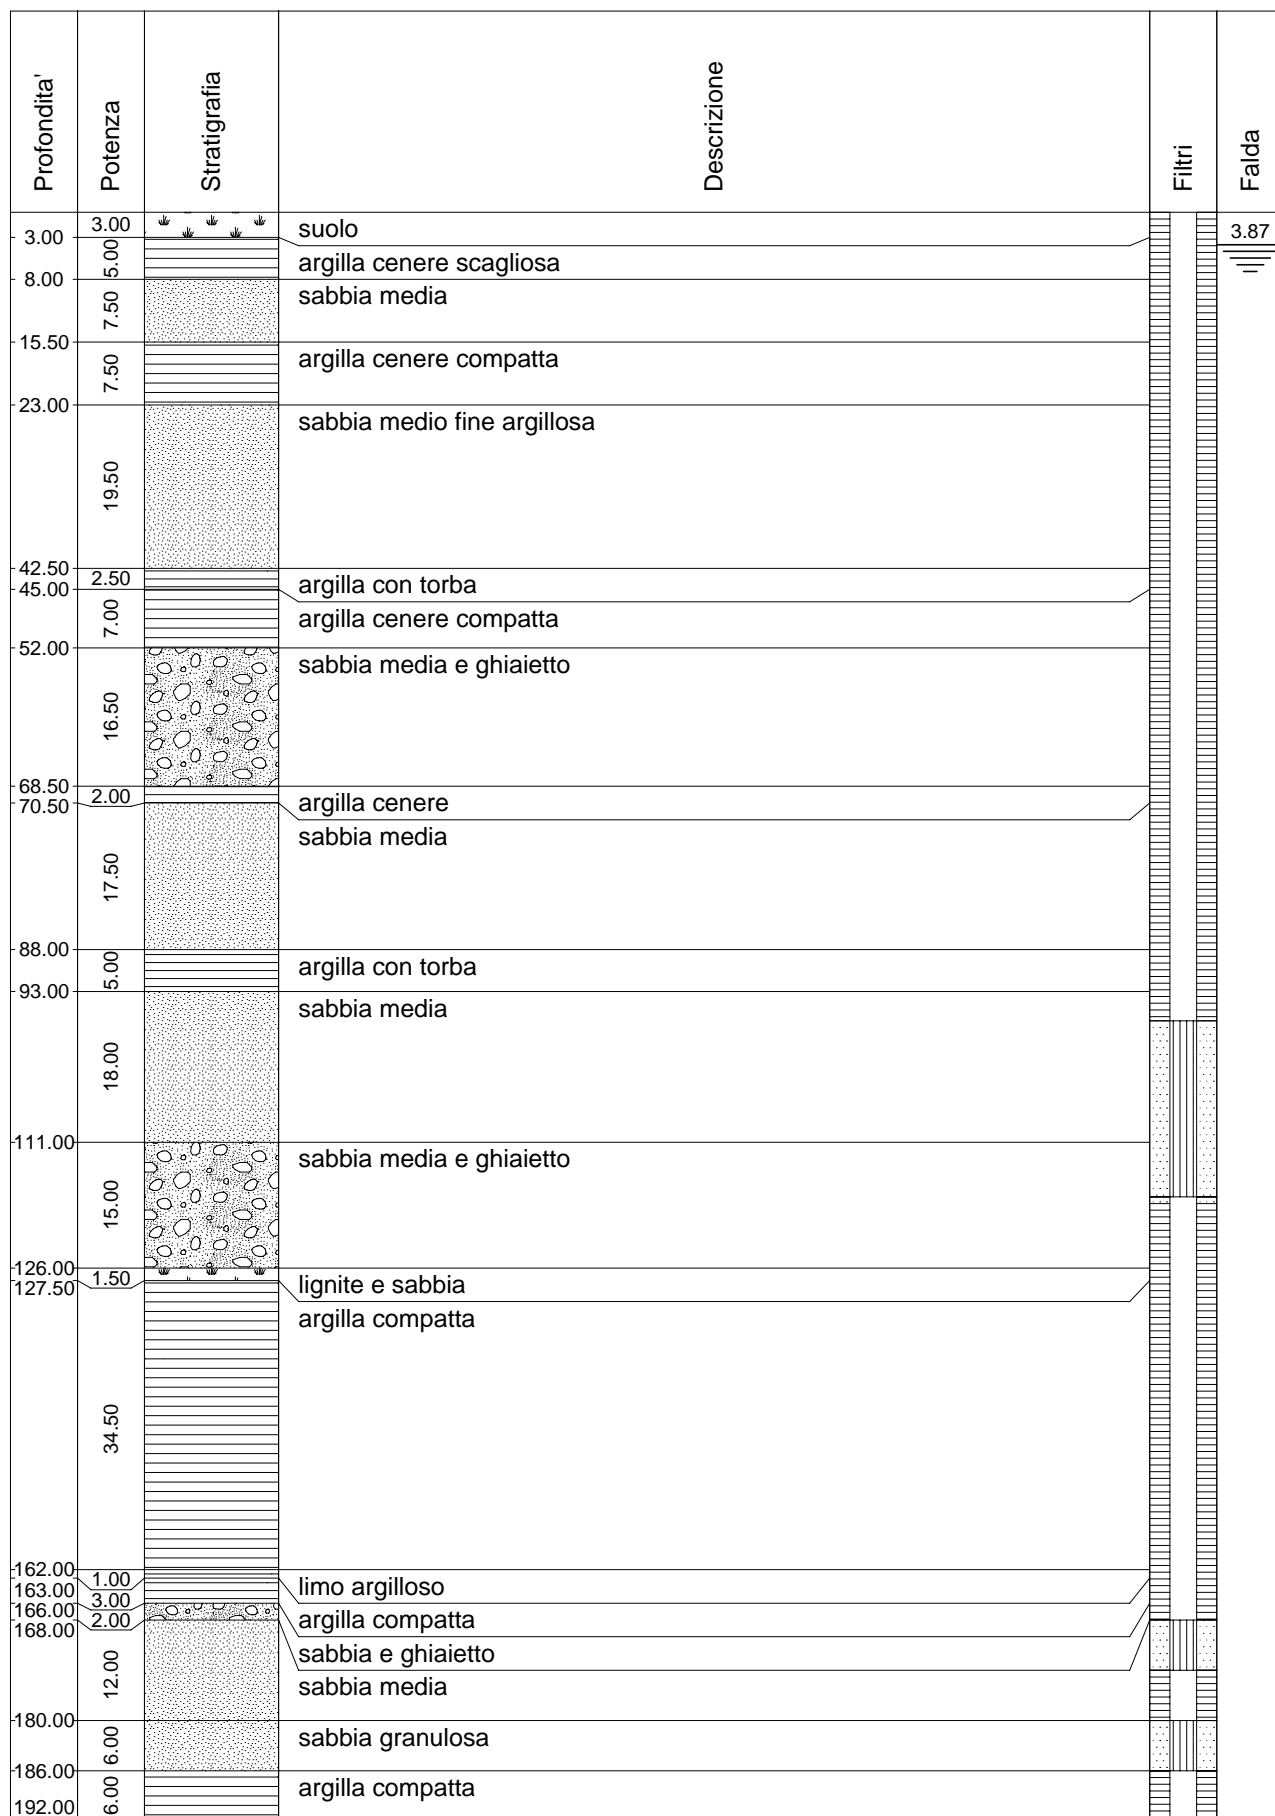 Profondita' Potenza Stratigrafia Descrizione Filtri Falda
3.00 suolo 3.87
3.00
5.00 argilla cenere scagliosa
8.00
7.50 sabbia media
15.50
7.50 argilla cenere compatta
23.00
19.50 sabbia medio fine argillosa
42.50
2.50 argilla con torba
45.00
7.00 argilla cenere compatta
52.00
16.50 sabbia media e ghiaietto
68.50
2.00 argilla cenere
70.50
17.50 sabbia media
88.00
5.00 argilla con torba
93.00
18.00 sabbia media
111.00
15.00 sabbia media e ghiaietto
126.00
1.50 lignite e sabbia
127.50
34.50 argilla compatta
162.00
1.00 limo argilloso
163.00
3.00 argilla compatta
166.00
2.00 sabbia e ghiaietto
168.00
12.00 sabbia media
180.00
6.00 sabbia granulosa
186.00
6.00 argilla compatta
192.00